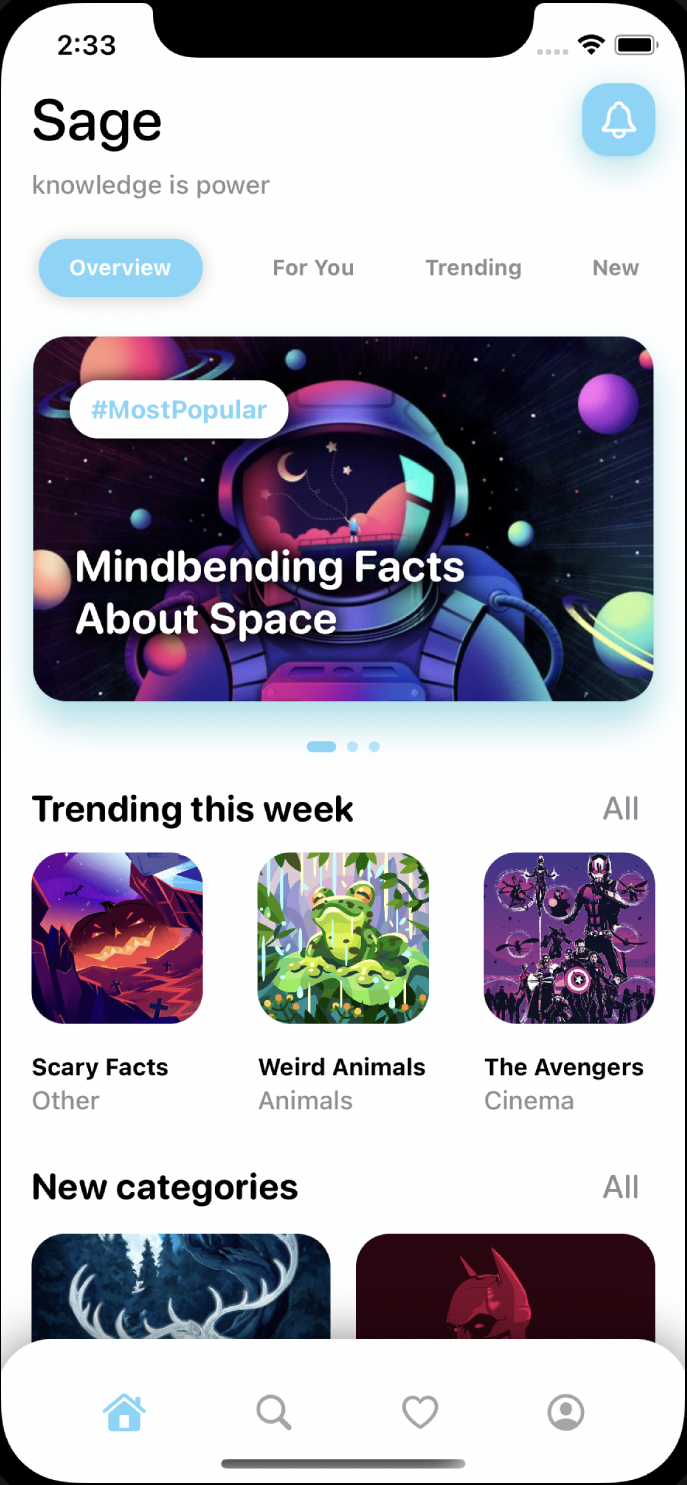 2:33
Sage
knowledge is power
Overview For You Trending New
#MostPopular
Mindbending Facts
About Space
Trending this week All
Scary Facts Weird Animals The Avengers
Other Animals Cinema
New categories All